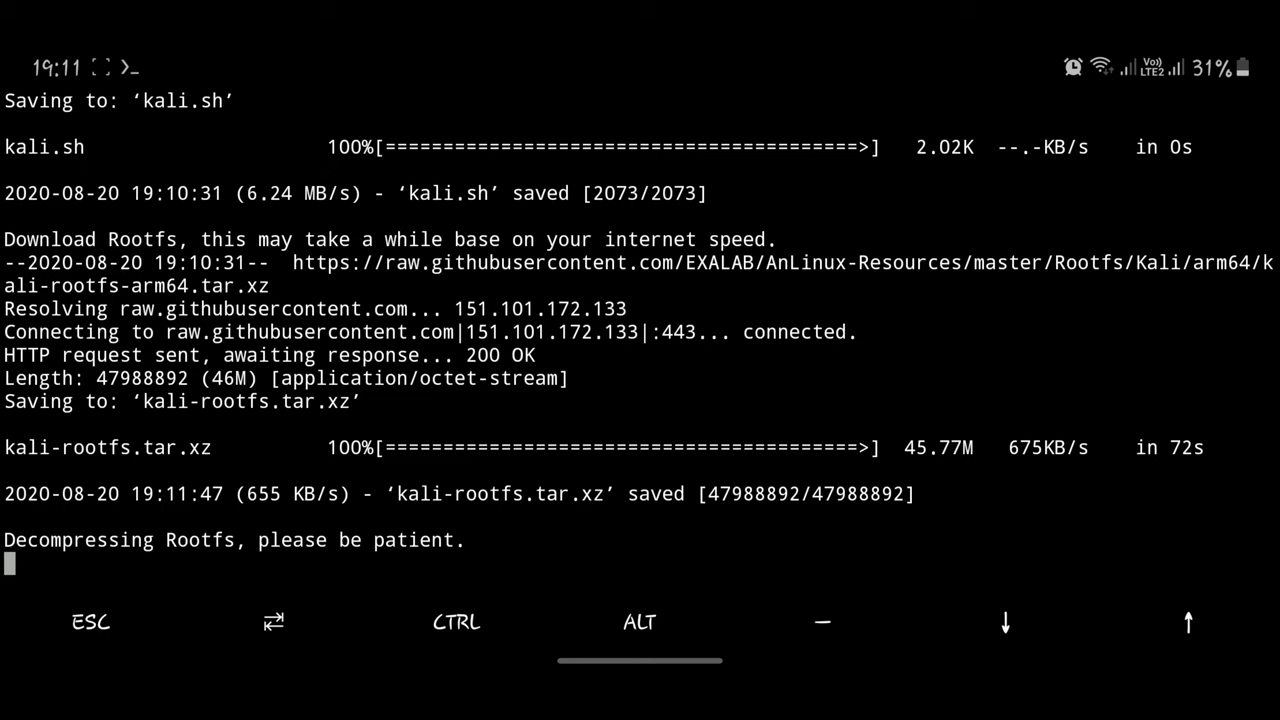 19:11 >_ Vo) LTE2 31%
Saving to: ‘kali.sh’
kali.sh 100%[=========================================>] 2.02K --.-KB/s in 0s
2020-08-20 19:10:31 (6.24 MB/s) - ‘kali.sh’ saved [2073/2073]
Download Rootfs, this may take a while base on your internet speed.
--2020-08-20 19:10:31-- https://raw.githubusercontent.com/EXALAB/AnLinux-Resources/master/Rootfs/Kali/arm64/k
ali-rootfs-arm64.tar.xz
Resolving raw.githubusercontent.com... 151.101.172.133
Connecting to raw.githubusercontent.com|151.101.172.133|:443... connected.
HTTP request sent, awaiting response... 200 OK
Length: 47988892 (46M) [application/octet-stream]
Saving to: ‘kali-rootfs.tar.xz’
kali-rootfs.tar.xz 100%[=========================================>] 45.77M 675KB/s in 72s
2020-08-20 19:11:47 (655 KB/s) - ‘kali-rootfs.tar.xz’ saved [47988892/47988892]
Decompressing Rootfs, please be patient.
ESC ⇄ CTRL ALT — ↓ ↑